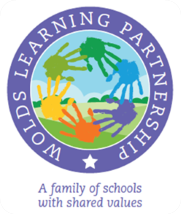 WOLDS LEARNING PARTNERSHIP
A family of schools
with shared values